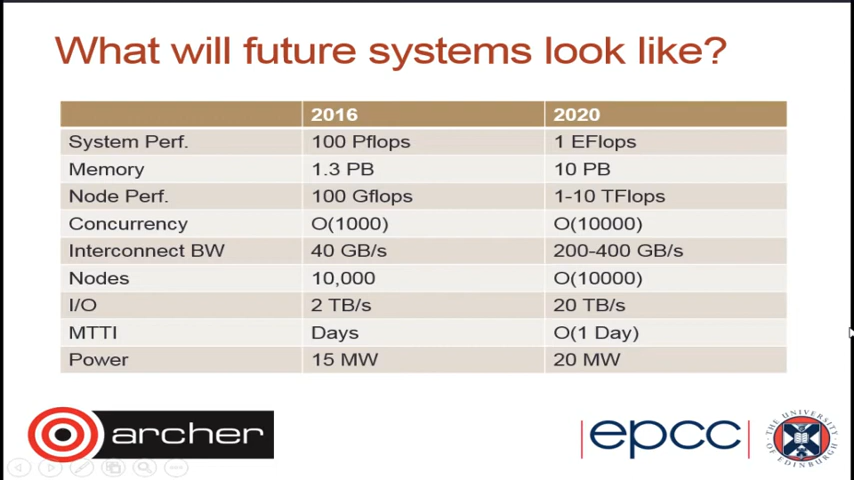 What will future systems look like?
2016 2020
System Perf. 100 Pflops 1 EFlops
Memory 1.3 PB 10 PB
Node Perf. 100 Gflops 1-10 TFlops
Concurrency O(1000) O(10000)
Interconnect BW 40 GB/s 200-400 GB/s
Nodes 10,000 O(10000)
I/O 2 TB/s 20 TB/s
MTTI Days O(1 Day)
Power 15 MW 20 MW
archer
|epcc|
THE UNIVERSITY OF EDINBURGH